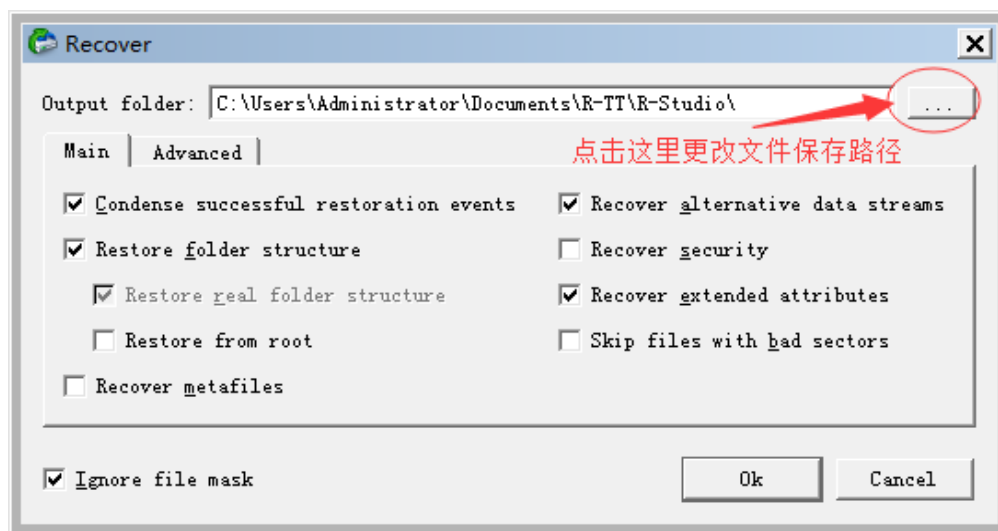 Recover
Output folder: C:\Users\Administrator\Documents\R-TT\R-Studio\ ...
点击这里更改文件保存路径
Main Advanced
Condense successful restoration events
Recover alternative data streams
Restore folder structure
Recover security
Restore real folder structure
Recover extended attributes
Restore from root
Skip files with bad sectors
Recover metafiles
Ignore file mask
Ok
Cancel